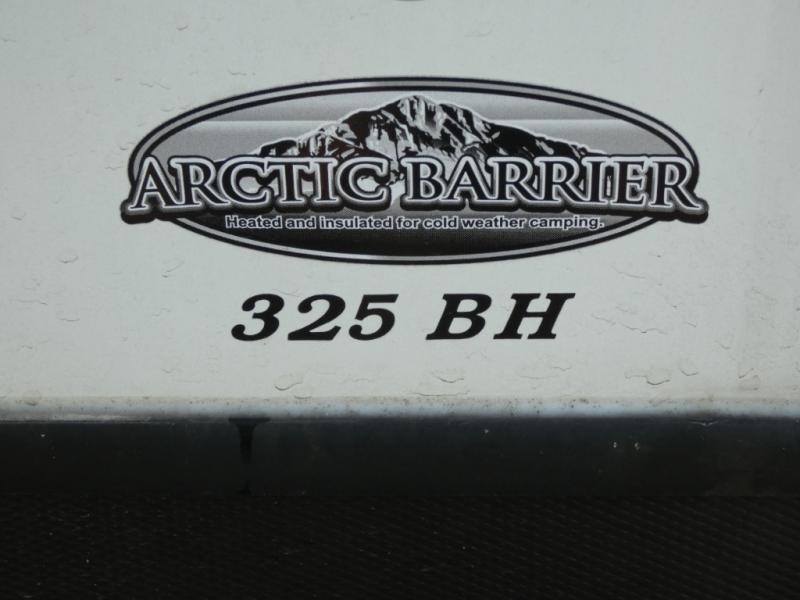 ARCTIC BARRIER
Heated and insulated for cold weather camping.
325 BH